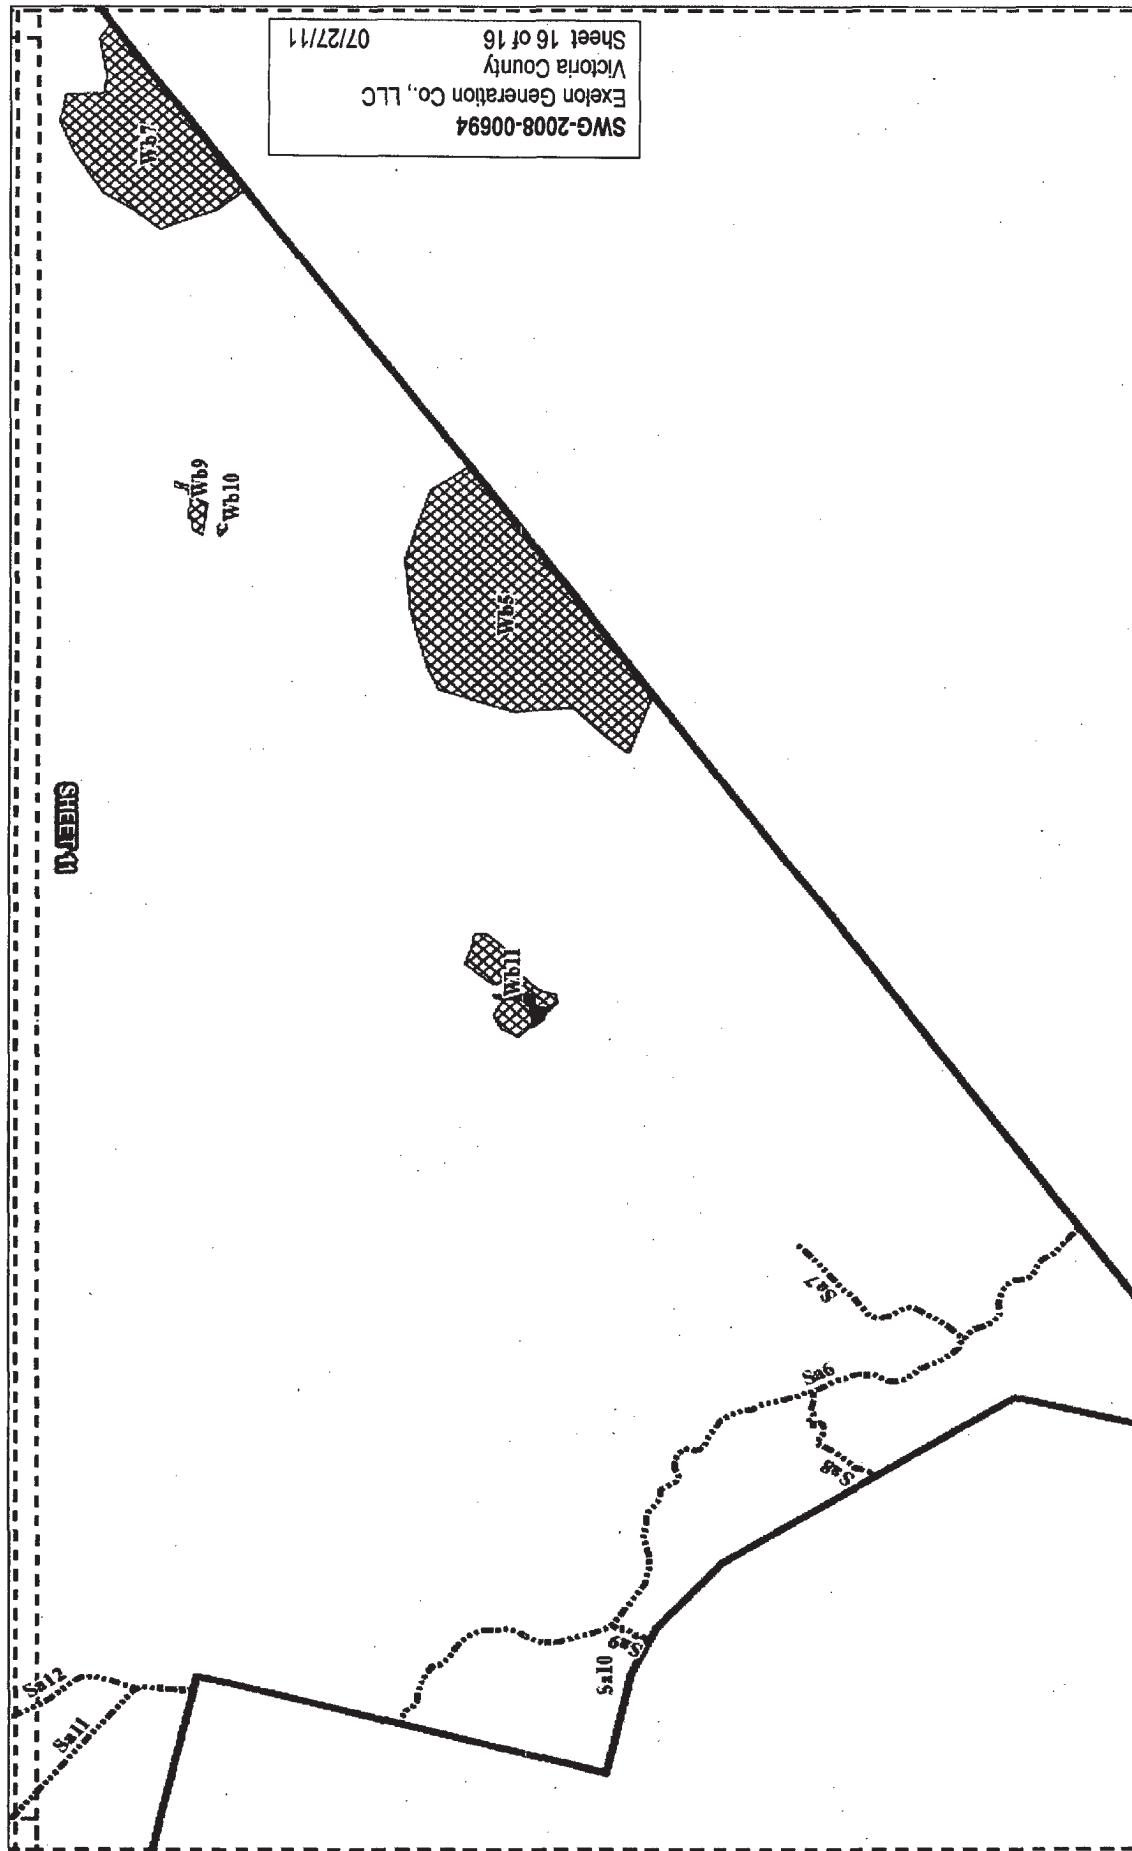 SWG-2008-00694
Exelon Generation Co., LLC
Victoria County
Sheet 16 of 16 07/27/11
Wb7
Wb9
Wb10
Wb5
SHEET 11
Wb11
Sa7
Sa6
Sa8
Sa9
Sa10
Sa12
Sa11